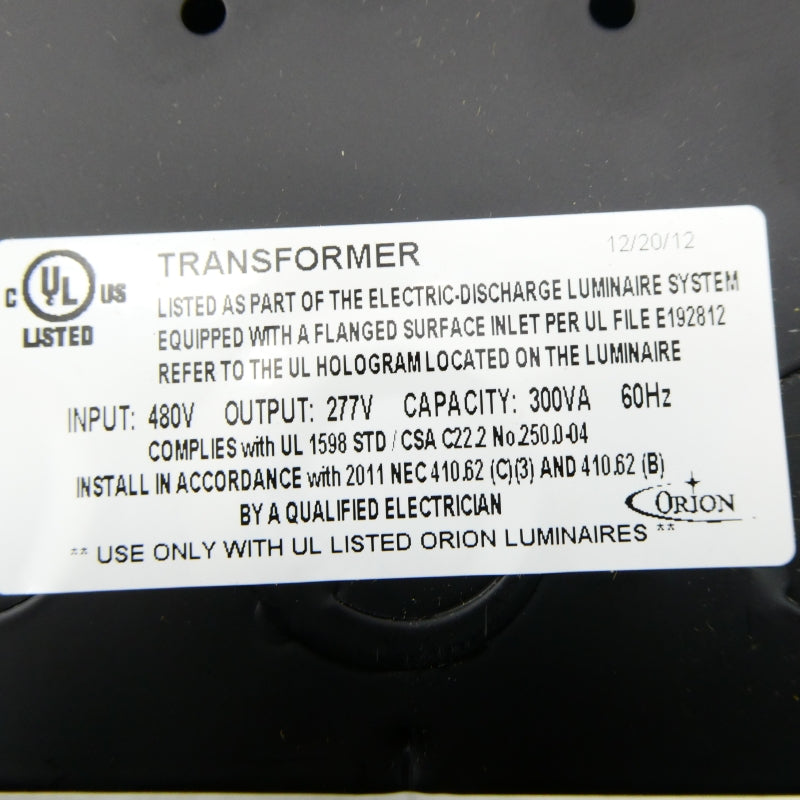 TRANSFORMER 12/20/12
C UL US
LISTED
LISTED AS PART OF THE ELECTRIC-DISCHARGE LUMINAIRE SYSTEM
EQUIPPED WITH A FLANGED SURFACE INLET PER UL FILE E192812
REFER TO THE UL HOLOGRAM LOCATED ON THE LUMINAIRE
INPUT: 480V OUTPUT: 277V CAPACITY: 300VA 60Hz
COMPLIES with UL 1598 STD / CSA C22.2 No.250.0-04
INSTALL IN ACCORDANCE with 2011 NEC 410.62 (C)(3) AND 410.62 (B)
BY A QUALIFIED ELECTRICIAN
ORION
** USE ONLY WITH UL LISTED ORION LUMINAIRES **